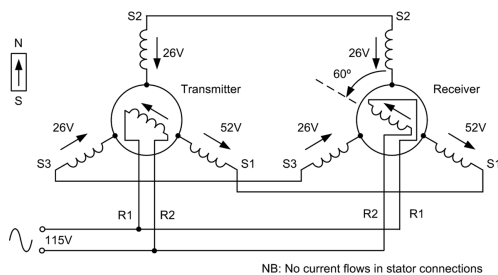 S2 S2
N 26V 26V
60º
S Transmitter Receiver
26V 52V 26V 52V
S3 S1 S3 S1
R1 R2 R2 R1
115V
NB: No current flows in stator connections